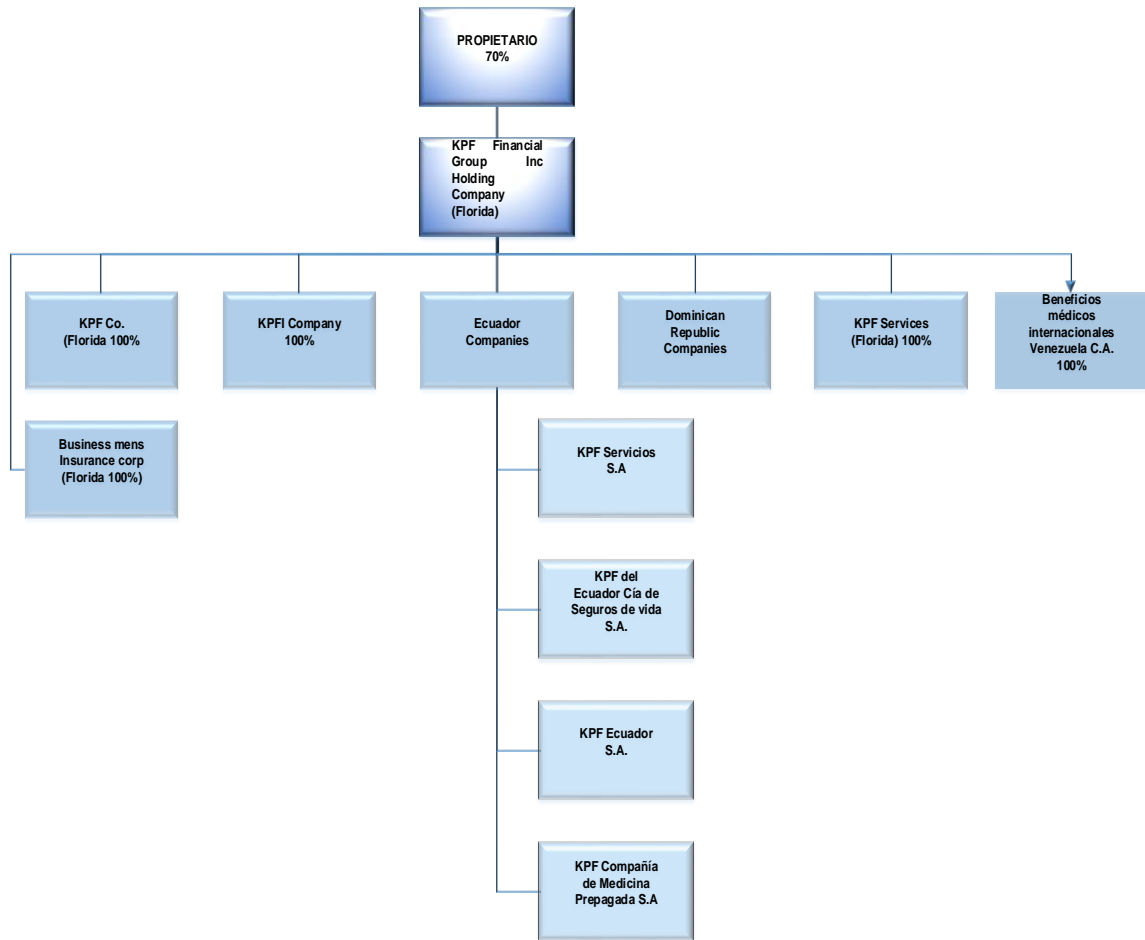 PROPIETARIO
70%
KPF Financial
Group Inc
Holding
Company
(Florida)
KPF Co.
(Florida 100%
KPFI Company
100%
Ecuador
Companies
Dominican
Republic
Companies
KPF Services
(Florida) 100%
Beneficios
médicos
internacionales
Venezuela C.A.
100%
Business mens
Insurance corp
(Florida 100%)
KPF Servicios
S.A
KPF del
Ecuador Cía de
Seguros de vida
S.A.
KPF Ecuador
S.A.
KPF Compañía
de Medicina
Prepagada S.A